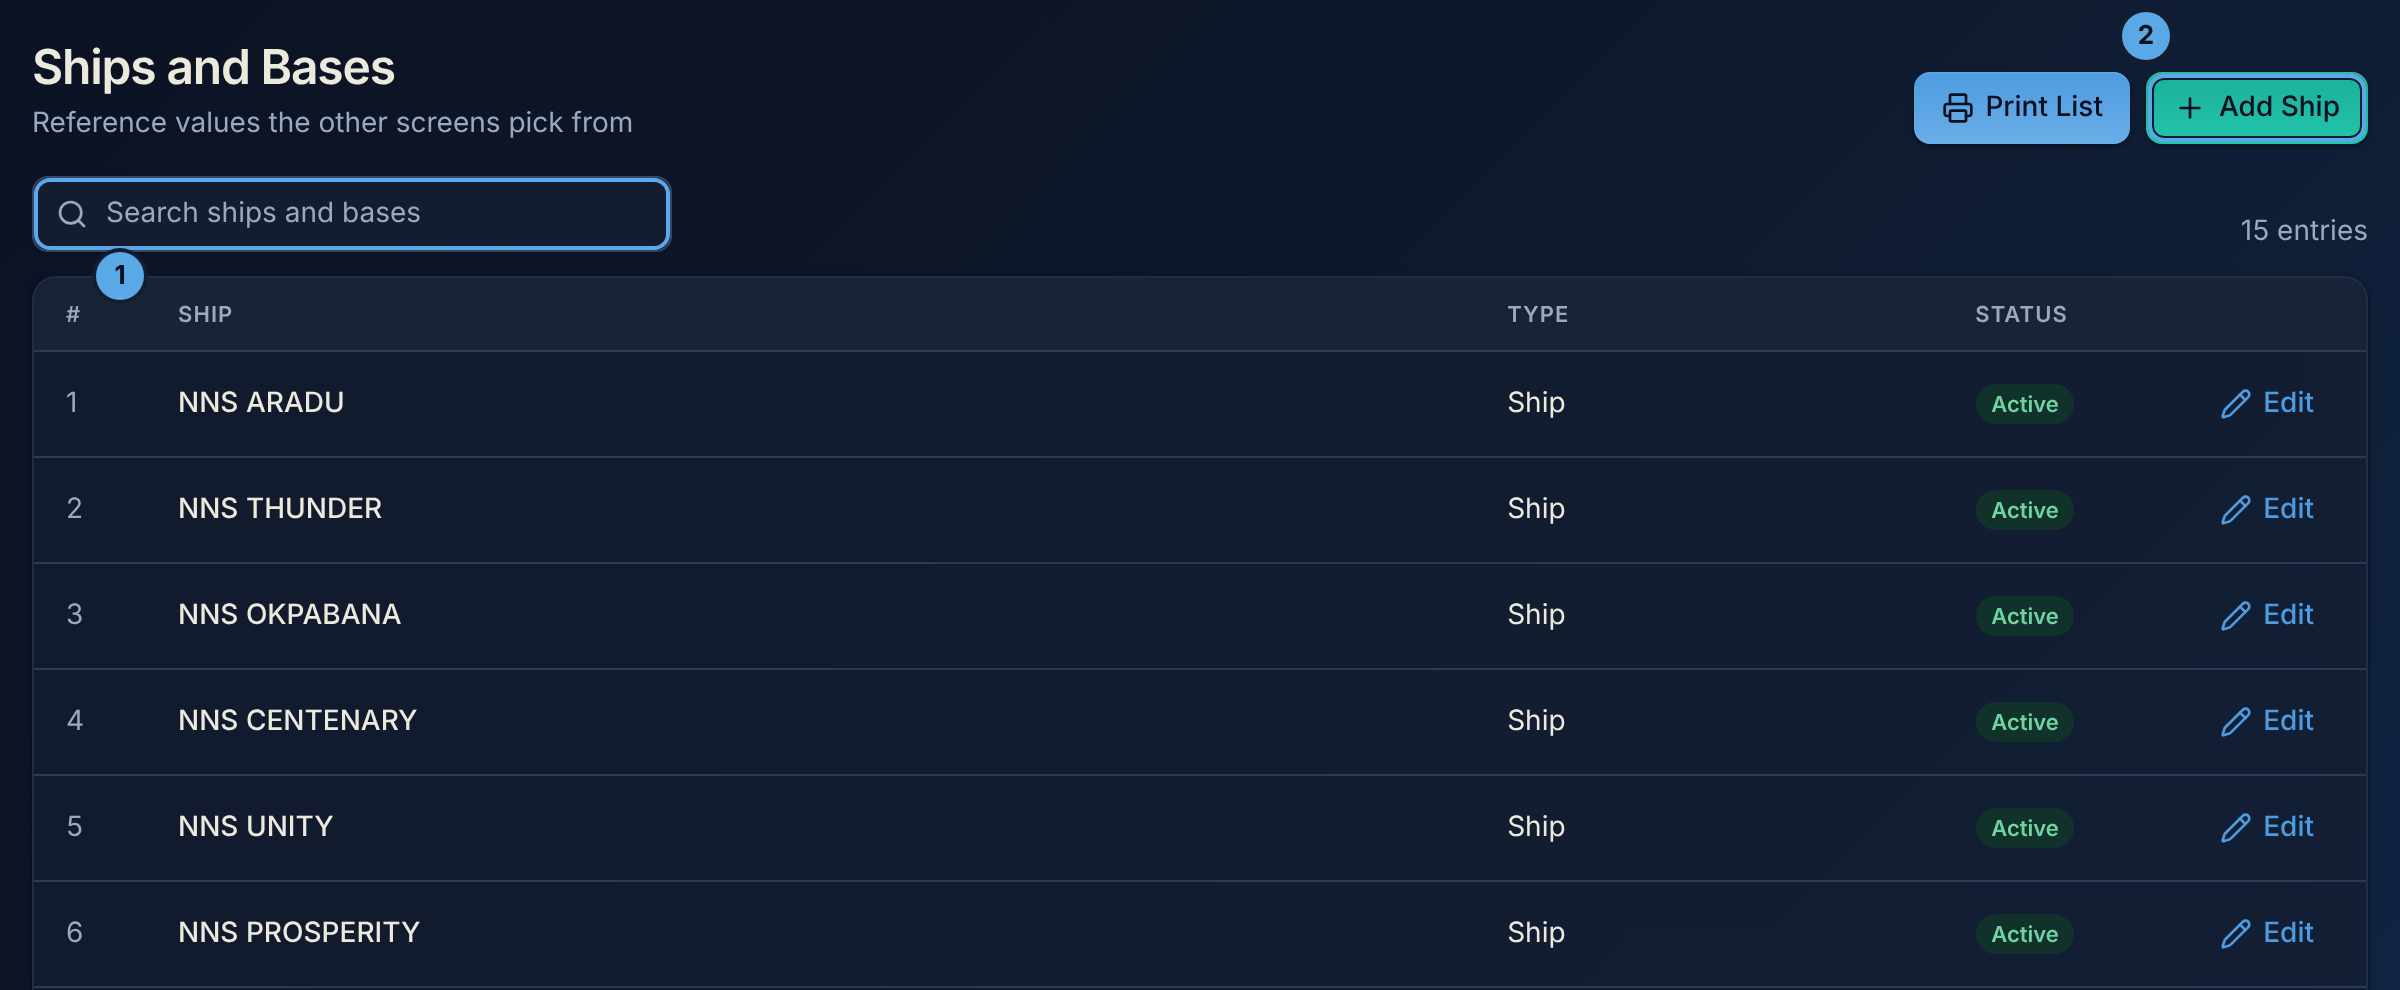 Ships and Bases
Reference values the other screens pick from
2
Print List
+ Add Ship
Search ships and bases
15 entries
1
# SHIP TYPE STATUS
1 NNS ARADU Ship Active Edit
2 NNS THUNDER Ship Active Edit
3 NNS OKPABANA Ship Active Edit
4 NNS CENTENARY Ship Active Edit
5 NNS UNITY Ship Active Edit
6 NNS PROSPERITY Ship Active Edit